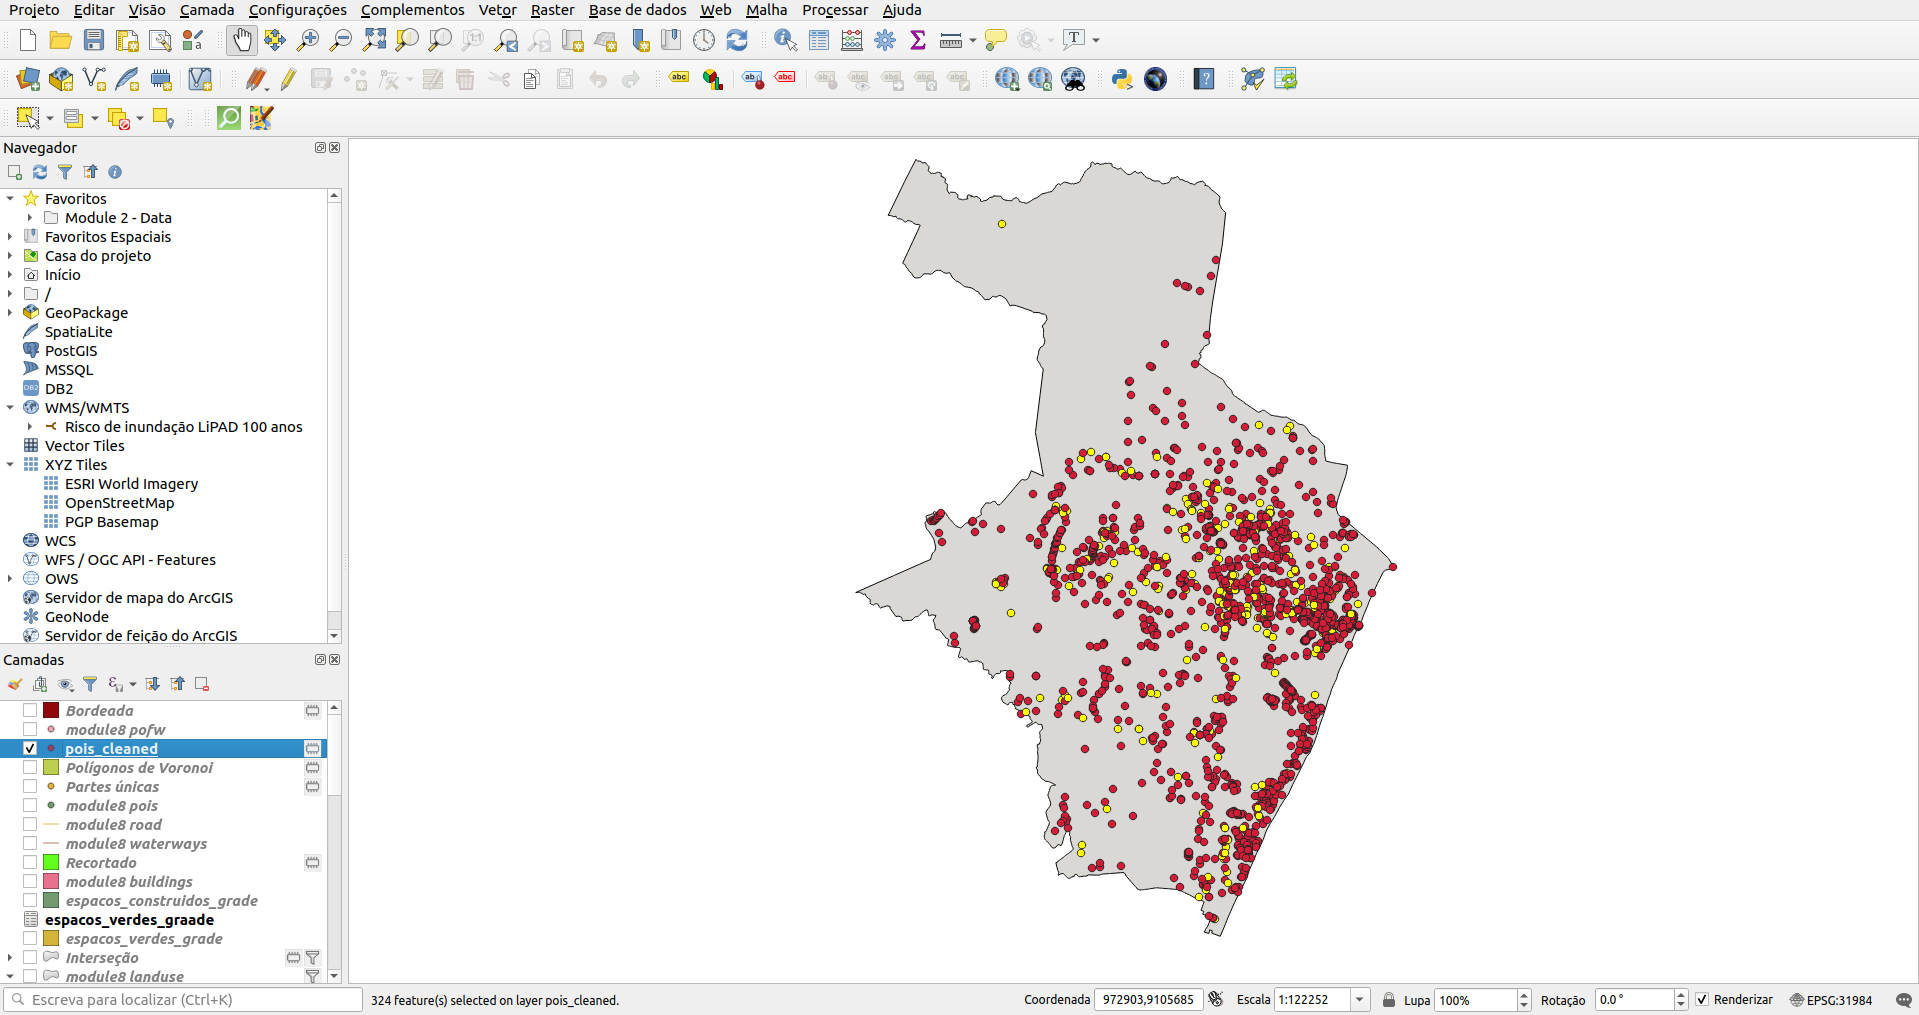 Projeto Editar Visão Camada Configurações Complementos Vetor Raster Base de dados Web Malha Processar Ajuda
Navegador
Favoritos
Module 2 - Data
Favoritos Espaciais
Casa do projeto
Início
/
GeoPackage
SpatiaLite
PostGIS
MSSQL
DB2
WMS/WMTS
Risco de inundação LiPAD 100 anos
Vector Tiles
XYZ Tiles
ESRI World Imagery
OpenStreetMap
PGP Basemap
WCS
WFS / OGC API - Features
OWS
Servidor de mapa do ArcGIS
GeoNode
Servidor de feição do ArcGIS
Camadas
Bordeada
module8 pofw
pois_cleaned
Polígonos de Voronoi
Partes únicas
module8 pois
module8 road
module8 waterways
Recortado
module8 buildings
espacos_construidos_grade
espacos_verdes_graade
espacos_verdes_grade
Interseção
module8 landuse
Escreva para localizar (Ctrl+K) 324 feature(s) selected on layer pois_cleaned. Coordenada 972903,9105685 Escala 1:122252 Lupa 100% Rotação 0.0 ° Renderizar EPSG:31984